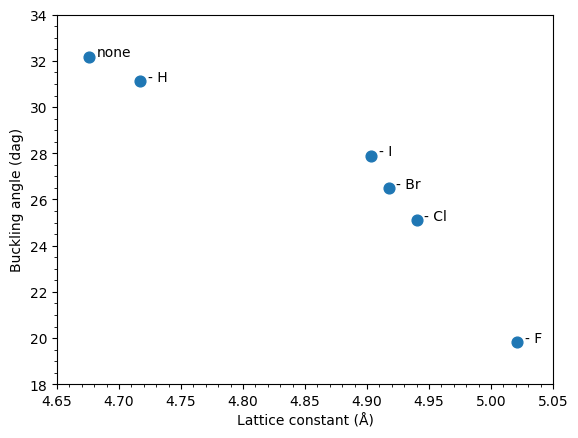 34
32
30
28
26
24
22
20
18
Buckling angle (dag)
none
- H
- I
- Br
- Cl
- F
4.65 4.70 4.75 4.80 4.85 4.90 4.95 5.00 5.05
Lattice constant (Å)